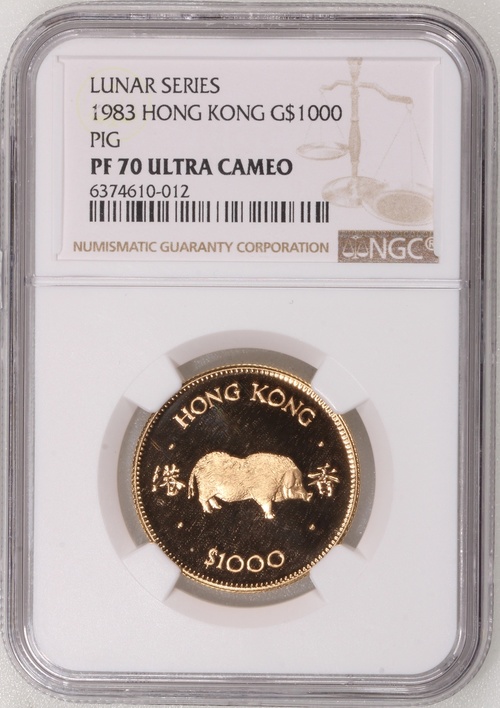 LUNAR SERIES
1983 HONG KONG G$1000
PIG
PF 70 ULTRA CAMEO
6374610-012
NUMISMATIC GUARANTY CORPORATION
NGC®
HONG KONG
港 香
$1000